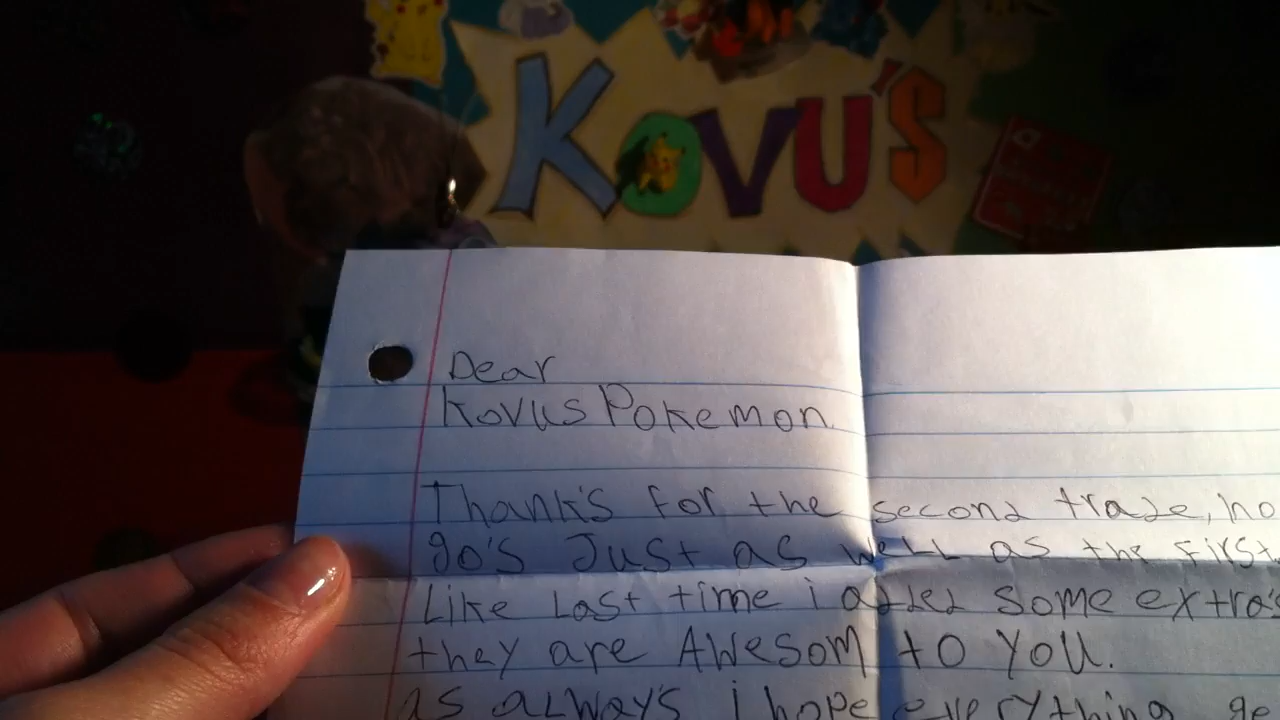 KOVU'S
Dear
Kovus Pokemon.
Thank's for the second trade, ho
go's Just as well as the first
Like Last time i added some extra's
they are AWesom to You.
as always i hope everything ge